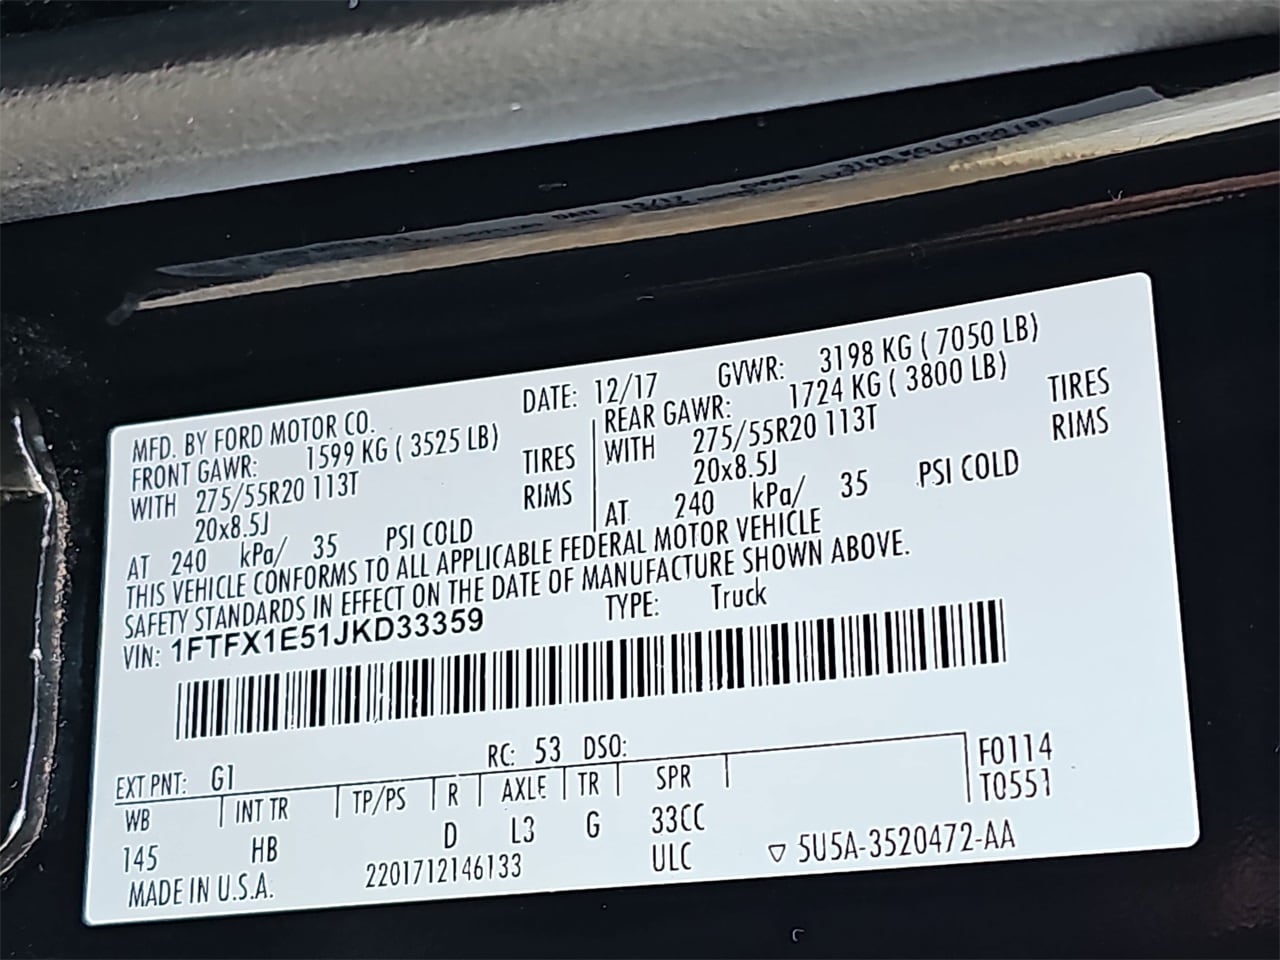 MFD. BY FORD MOTOR CO. DATE: 12/17 GVWR: 3198 KG ( 7050 LB)
FRONT GAWR: 1599 KG ( 3525 LB)
WITH 275/55R20 113T TIRES
20x8.5J RIMS
AT 240 kPa/ 35 PSI COLD
REAR GAWR: 1724 KG ( 3800 LB)
WITH 275/55R20 113T TIRES
20x8.5J RIMS
AT 240 kPa/ 35 PSI COLD
THIS VEHICLE CONFORMS TO ALL APPLICABLE FEDERAL MOTOR VEHICLE
SAFETY STANDARDS IN EFFECT ON THE DATE OF MANUFACTURE SHOWN ABOVE.
VIN: 1FTFX1E51JKD33359 TYPE: Truck
EXT PNT: G1 RC: 53 DSO: F0114
WB INT TR TP/PS R AXLE TR SPR T0551
145 HB D L3 G 33CC
MADE IN U.S.A. 2201712146133 ULC ▽ 5U5A-3520472-AA